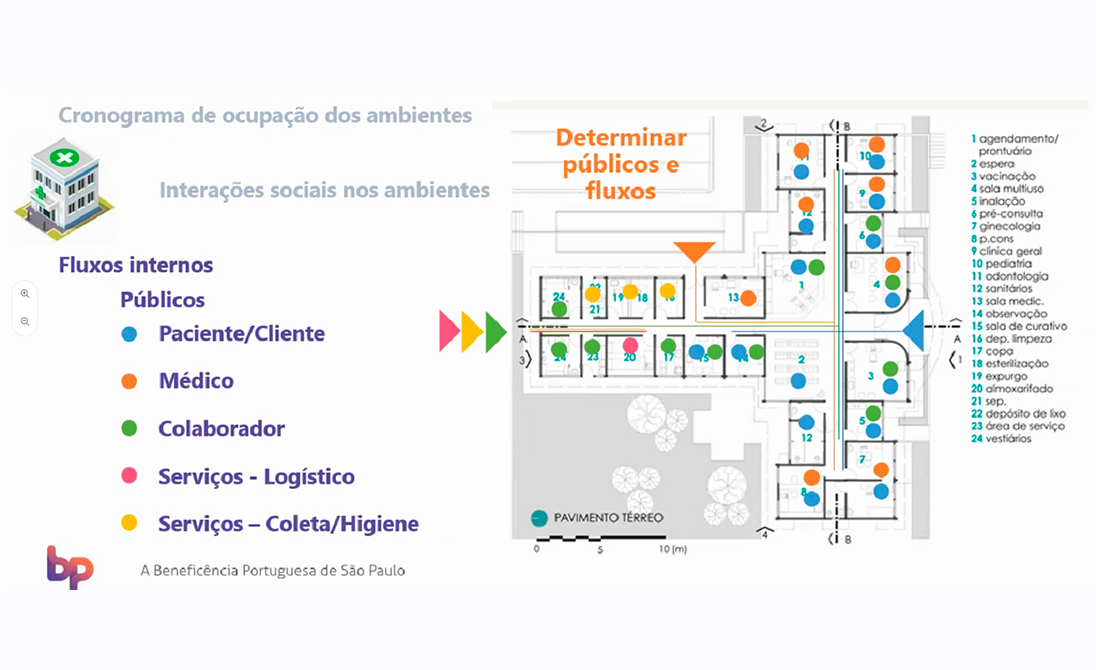 Cronograma de ocupação dos ambientes
Interações sociais nos ambientes
Fluxos internos
Públicos
Paciente/Cliente
Médico
Colaborador
Serviços - Logístico
Serviços – Coleta/Higiene
bp
A Beneficência Portuguesa de São Paulo
Determinar
públicos e
fluxos
2
B
10
9
12
6
1
4
24
21
19
18
13
A
A
3
1
24
23
20
17
2
3
12
5
7
8
PAVIMENTO TÉRREO
0
5
10 (m)
4
B
1 agendamento/
prontuário
2 espera
3 vacinação
4 sala multiuso
5 inalação
6 pré-consulta
7 ginecologia
8 p.cons
9 clínica geral
10 pediatria
11 odontologia
12 sanitários
13 sala medic.
14 observação
15 sala de curativo
16 dep. limpeza
17 copa
18 esterilização
19 expurgo
20 almoxarifado
21 sep.
22 depósito de lixo
23 área de serviço
24 vestiários